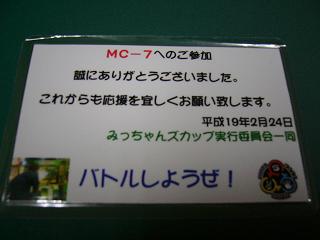 MC-7へのご参加
誠にありがとうございました。
これからも応援を宜しくお願い致します。
平成19年2月24日
みっちゃんズカップ実行委員会一同
バトルしようぜ！